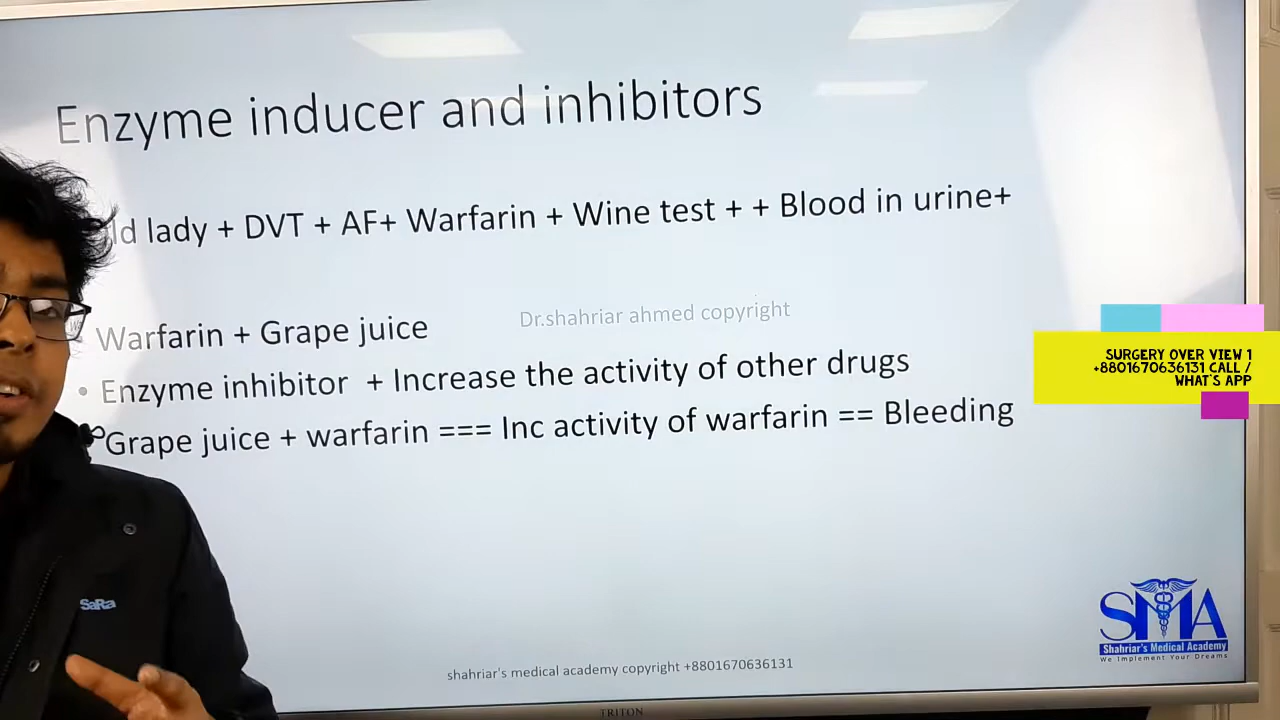 Enzyme inducer and inhibitors
lady + DVT + AF+ Warfarin + Wine test + + Blood in urine+
Dr.shahriar ahmed copyright
• Warfarin + Grape juice
• Enzyme inhibitor + Increase the activity of other drugs
Grape juice + warfarin === Inc activity of warfarin == Bleeding
SURGERY OVER VIEW 1
+8801670636131 CALL /
WHAT'S APP
SaRa
SMA
Shahriar's Medical Academy
We Implement Your Dreams
shahriar's medical academy copyright +8801670636131
TRITON